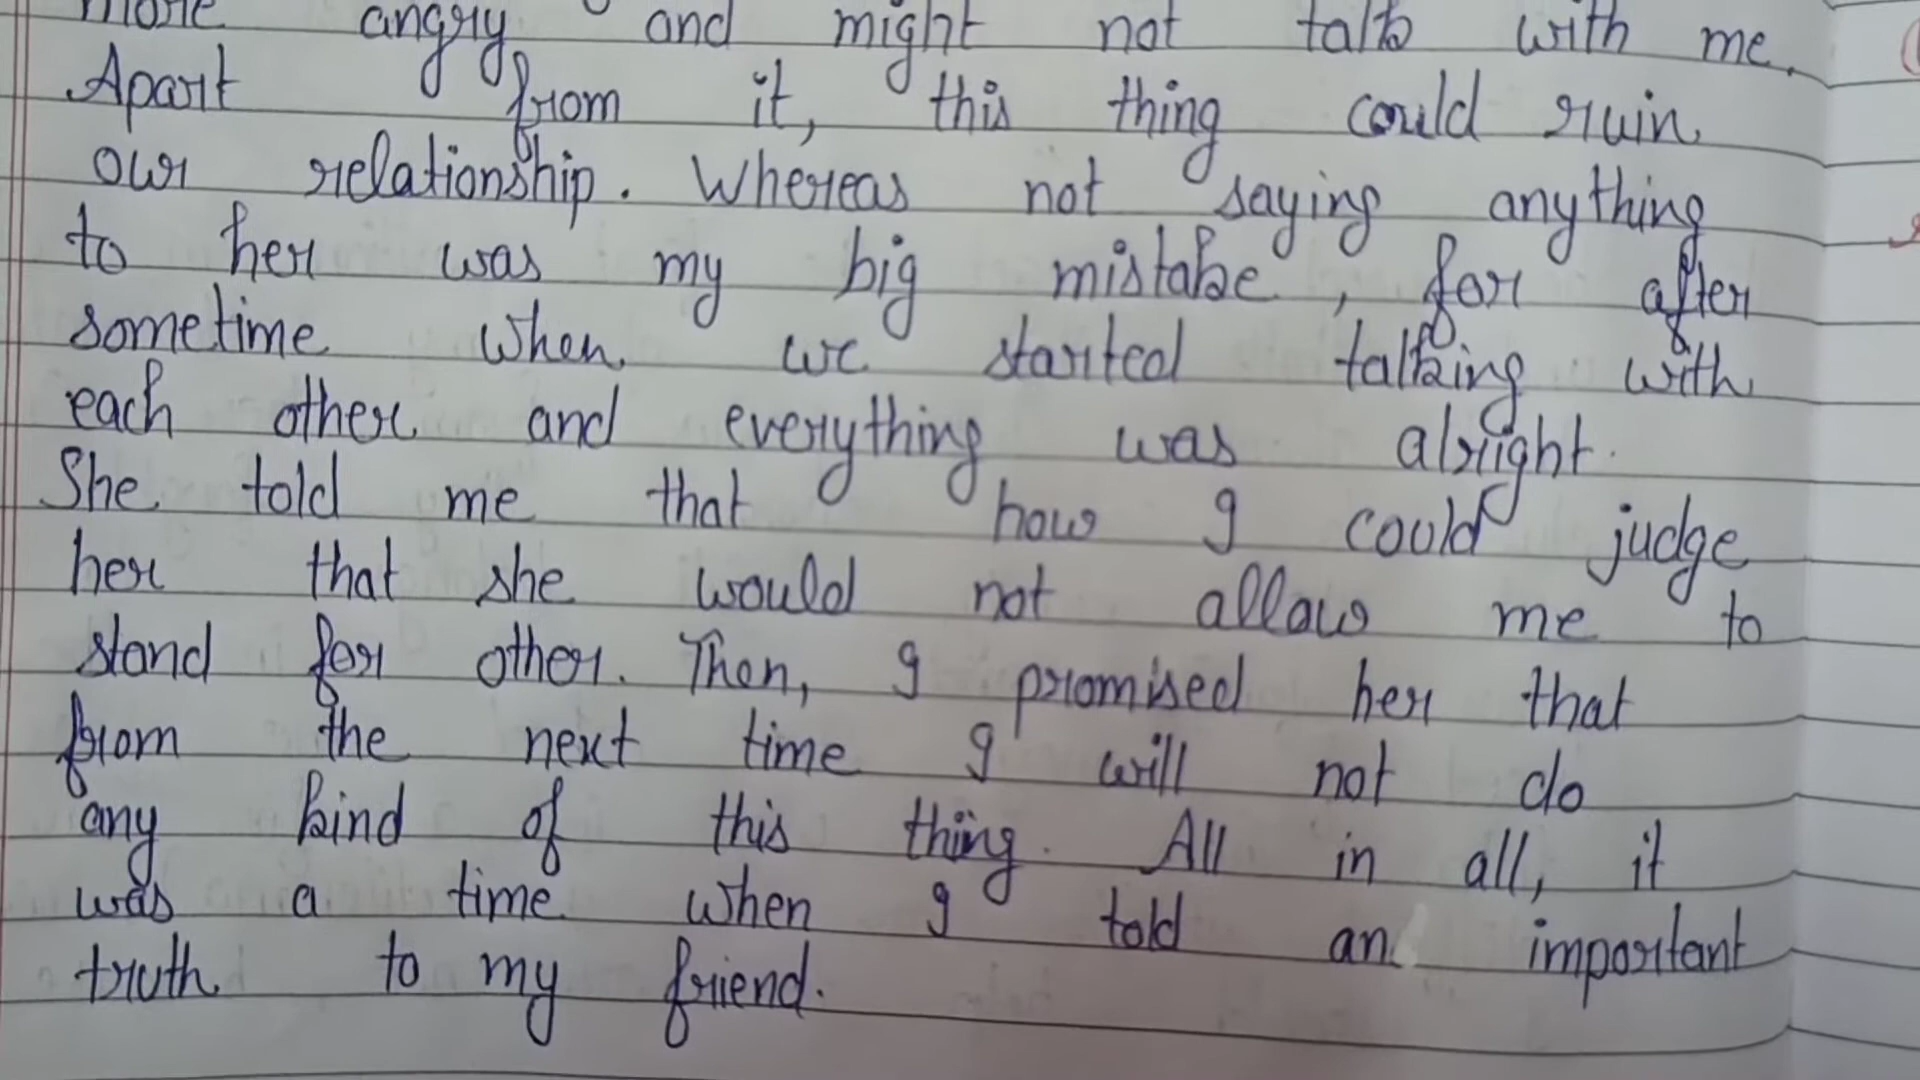 more angry and might not talk with me.
Apart from it, this thing could ruin
our relationship. Whereas not saying anything
to her was my big mistake, for after
sometime when we started talking with
each other and everything was alright.
She told me that how I could judge
her that she would not allow me to
stand for other. Then, I promised her that
from the next time I will not do
any kind of this thing. All in all, it
was a time when I told an important
truth to my friend.